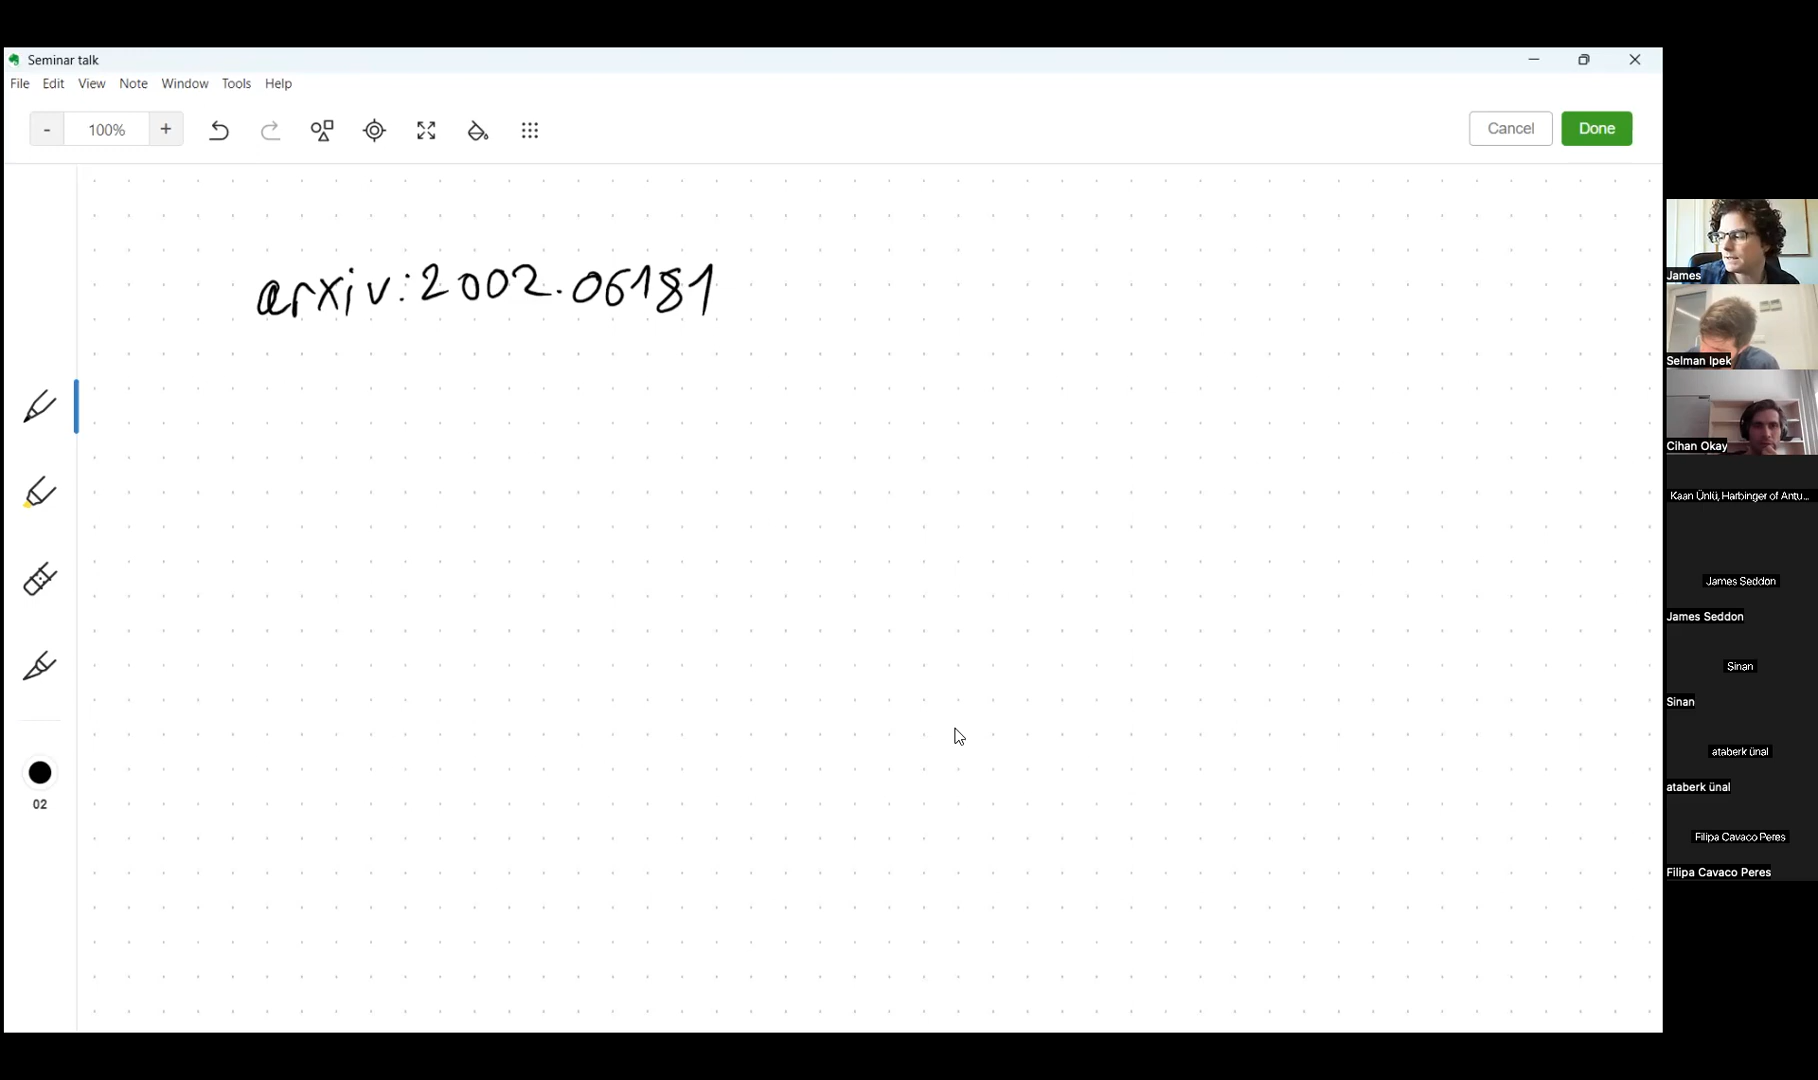 Seminar talk
File Edit View Note Window Tools Help
- 100% + Cancel Done
arxiv:2002.06181
02
James
Selman Ipek
Cihan Okay
Kaan Ünlü, Harbinger of Antu...
James Seddon
James Seddon
Sinan
Sinan
ataberk ünal
ataberk ünal
Filipa Cavaco Peres
Filipa Cavaco Peres